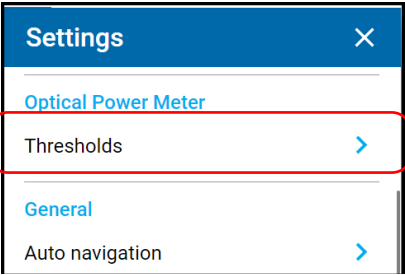 Settings
Optical Power Meter
Thresholds
General
Auto navigation